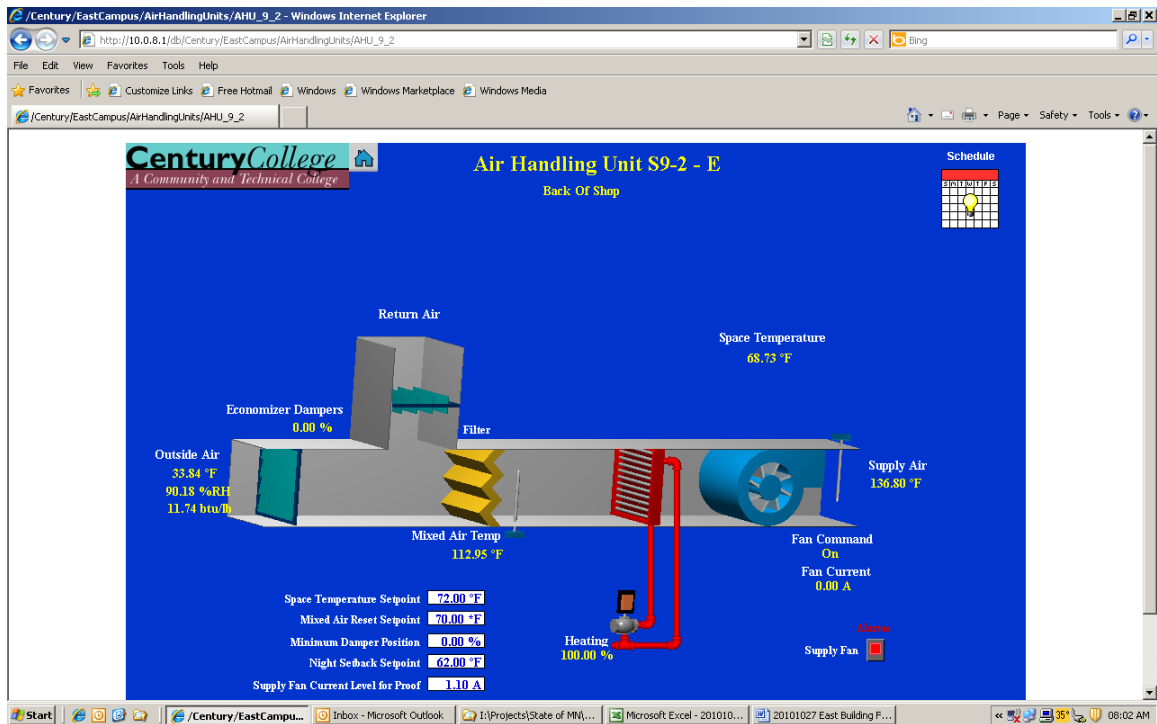 /Century/EastCampus/AirHandlingUnits/AHU_9_2 - Windows Internet Explorer
http://10.0.8.1/db/Century/EastCampus/AirHandlingUnits/AHU_9_2
Bing
File Edit View Favorites Tools Help
Favorites Customize Links Free Hotmail Windows Windows Marketplace Windows Media
/Century/EastCampus/AirHandlingUnits/AHU_9_2
Page Safety Tools
CenturyCollege
A Community and Technical College
Air Handling Unit S9-2 - E
Back Of Shop
Schedule
S M T W T F S
Return Air
Space Temperature
68.73 °F
Economizer Dampers
0.00 %
Filter
Outside Air
33.84 °F
90.18 %RH
11.74 btu/lb
Supply Air
136.80 °F
Mixed Air Temp
112.95 °F
Fan Command
On
Fan Current
0.00 A
Space Temperature Setpoint 72.00 °F
Mixed Air Reset Setpoint 70.00 °F
Minimum Damper Position 0.00 %
Night Setback Setpoint 62.00 °F
Supply Fan Current Level for Proof 1.10 A
Heating
100.00 %
Alarms
Supply Fan
Start
/Century/EastCampu...
Inbox - Microsoft Outlook
I:\Projects\State of MN\...
Microsoft Excel - 201010...
20101027 East Building F...
35°
08:02 AM